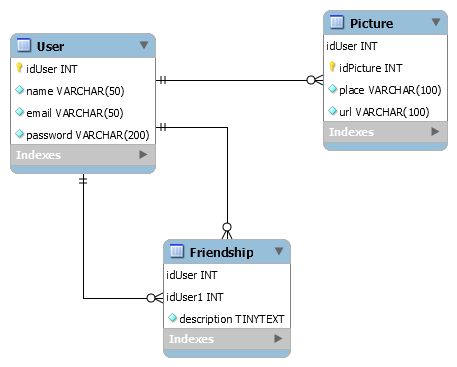 User
idUser INT
name VARCHAR(50)
email VARCHAR(50)
password VARCHAR(200)
Indexes
Picture
idUser INT
idPicture INT
place VARCHAR(100)
url VARCHAR(100)
Indexes
Friendship
idUser INT
idUser1 INT
description TINYTEXT
Indexes